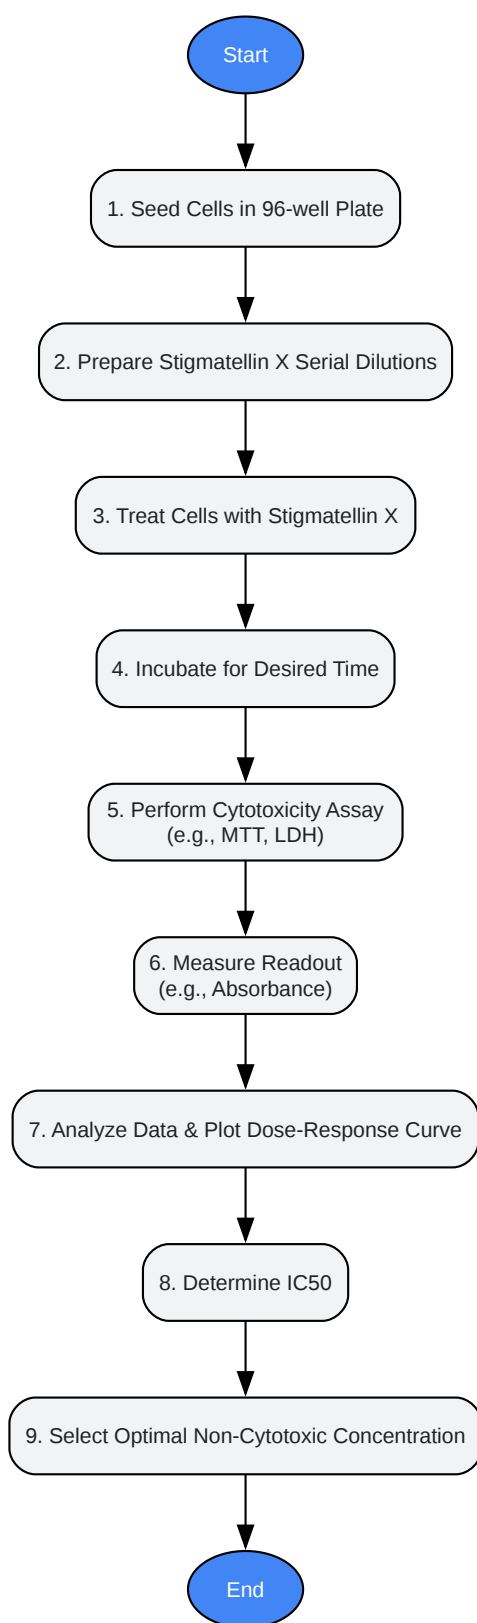 Start
1. Seed Cells in 96-well Plate
2. Prepare Stigmatellin X Serial Dilutions
3. Treat Cells with Stigmatellin X
4. Incubate for Desired Time
5. Perform Cytotoxicity Assay
(e.g., MTT, LDH)
6. Measure Readout
(e.g., Absorbance)
7. Analyze Data & Plot Dose-Response Curve
8. Determine IC50
9. Select Optimal Non-Cytotoxic Concentration
End